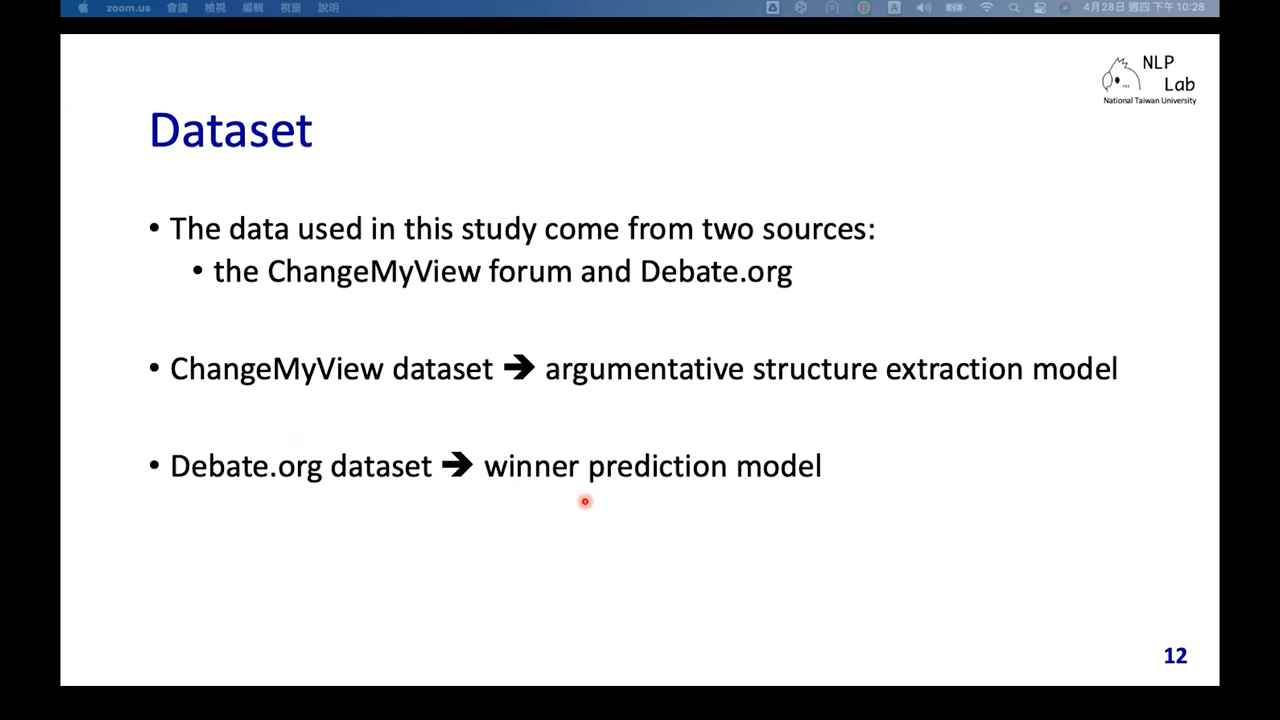 zoom.us 會議 檢視 編輯 視窗 說明 4月28日 週四 下午10:28
NLP
Lab
National Taiwan University
Dataset
• The data used in this study come from two sources:
• the ChangeMyView forum and Debate.org
• ChangeMyView dataset ➔ argumentative structure extraction model
• Debate.org dataset ➔ winner prediction model
12